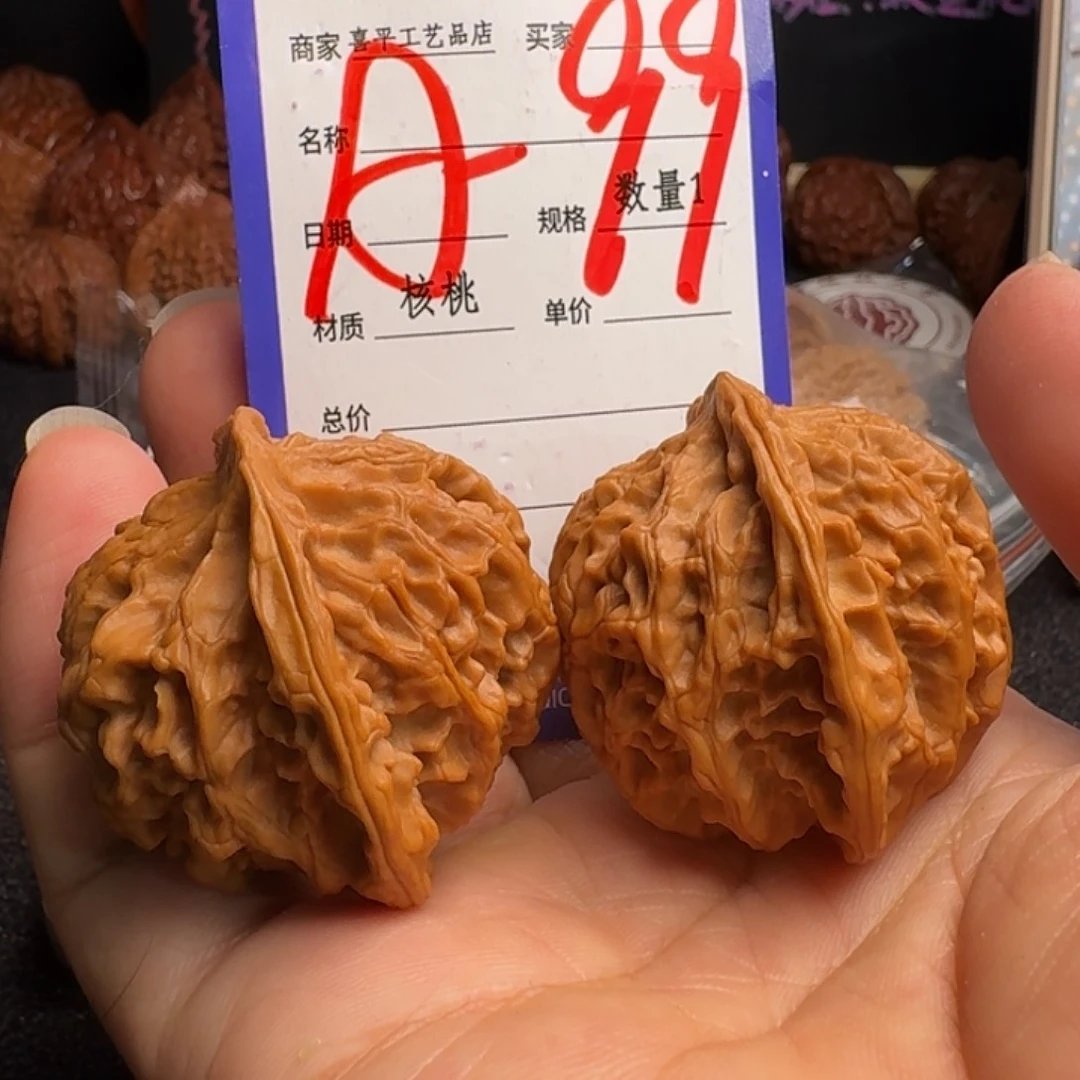 商家 喜平工艺品店 买家
A 99
名称
日期 规格 数量1
材质 核桃 单价
总价